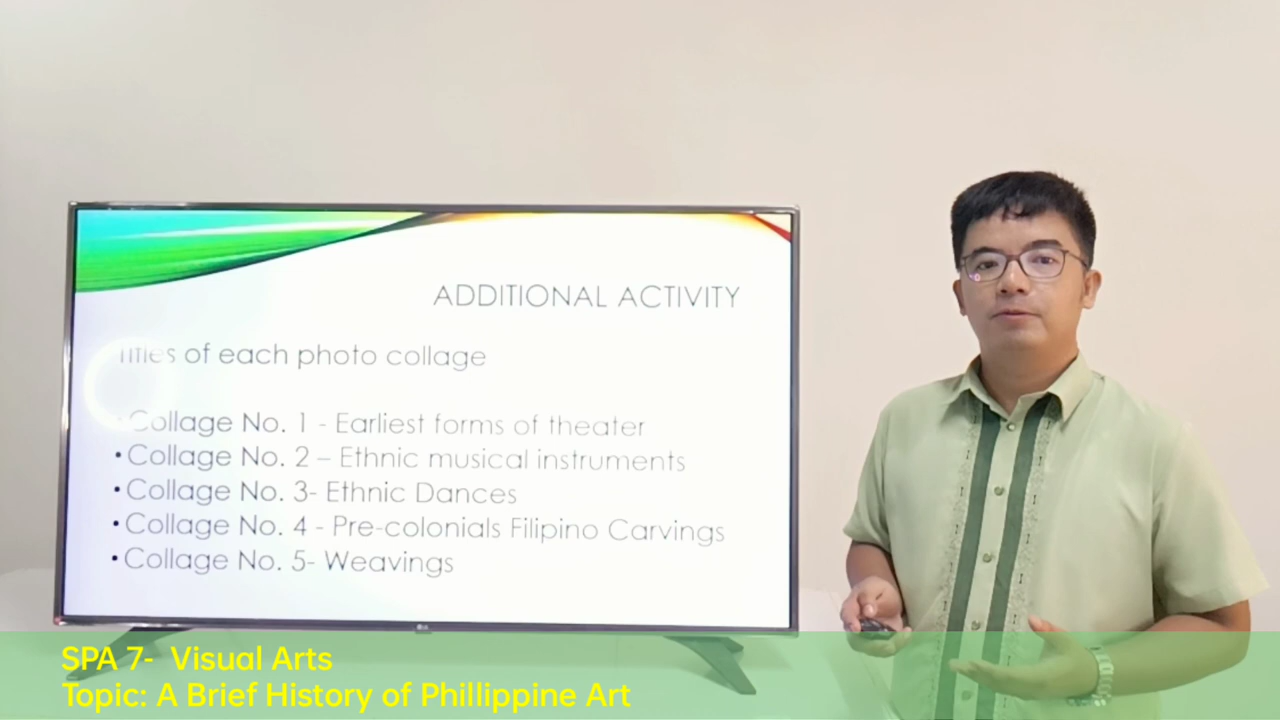 ADDITIONAL ACTIVITY
Titles of each photo collage
• Collage No. 1 - Earliest forms of theater
• Collage No. 2 – Ethnic musical instruments
• Collage No. 3- Ethnic Dances
• Collage No. 4 - Pre-colonials Filipino Carvings
• Collage No. 5- Weavings
LG
SPA 7- Visual Arts
Topic: A Brief History of Phillippine Art